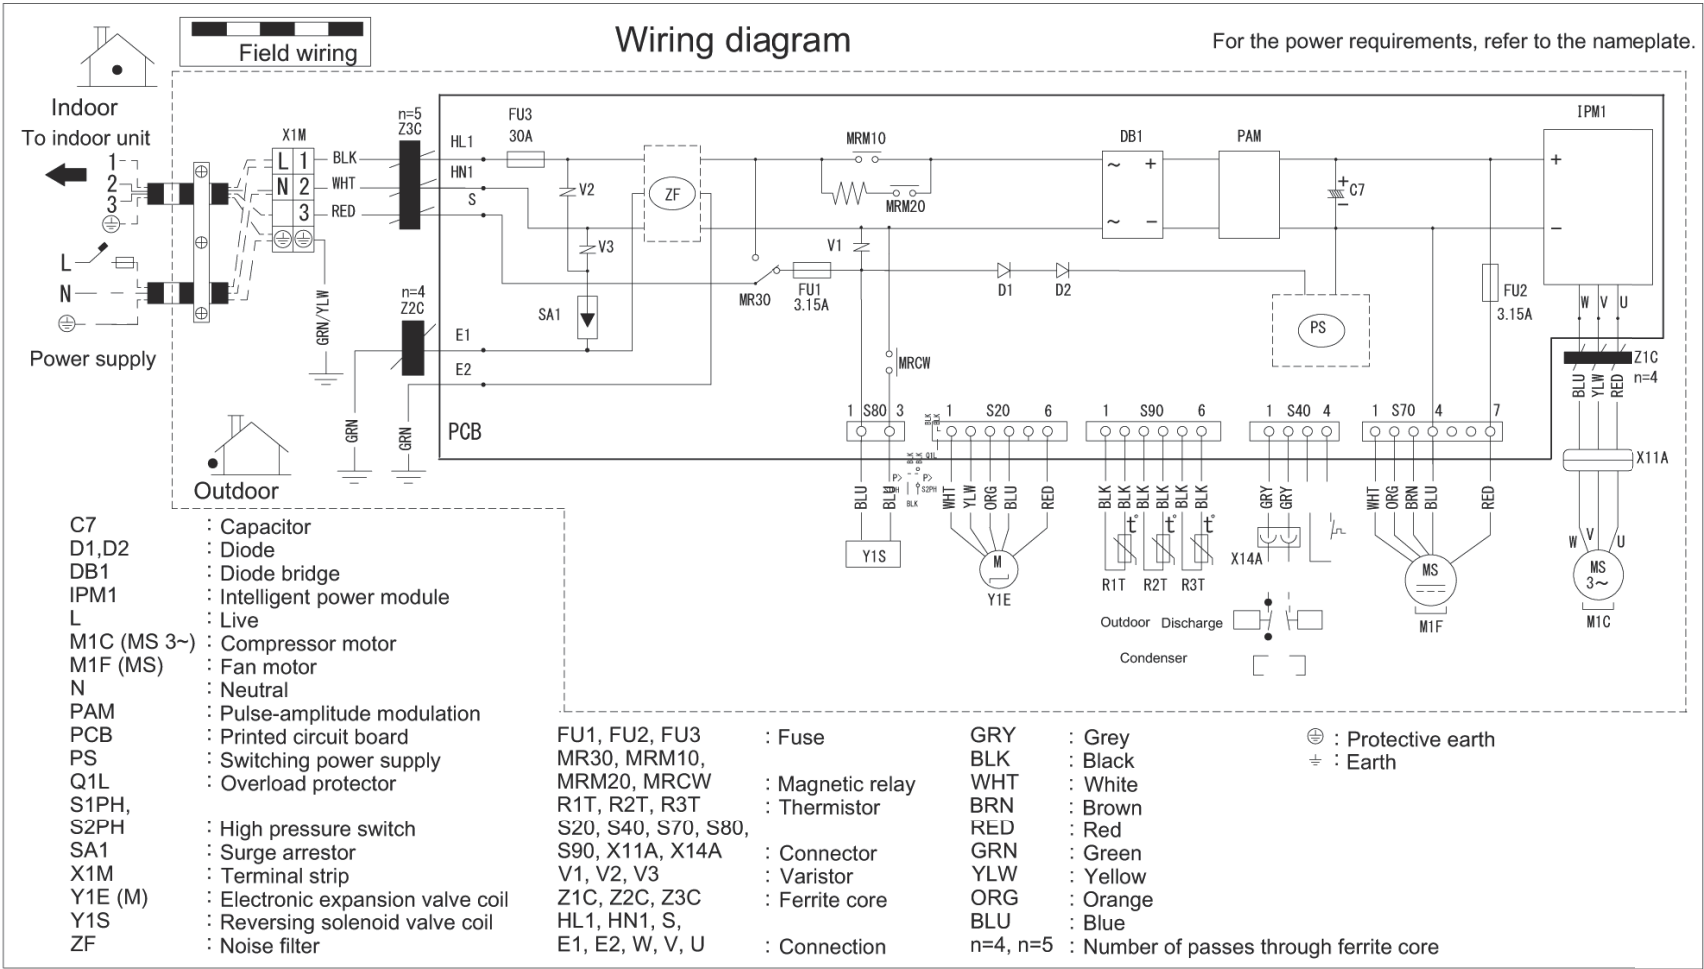 Wiring diagram
For the power requirements, refer to the nameplate.
Field wiring
Indoor
To indoor unit
1
2
3
L
N
Power supply
X1M
L 1
N 2
3
BLK
WHT
RED
GRN/YLW
n=5
Z3C
HL1
HN1
S
n=4
Z2C
E1
E2
GRN
GRN
PCB
FU3
30A
V2
V3
SA1
ZF
MRM10
MRM20
MR30
FU1
3.15A
V1
MRCW
D1
D2
DB1
~ +
~ −
PAM
+
C7
−
PS
FU2
3.15A
IPM1
+
−
W V U
Z1C
n=4
BLU YLW RED
X11A
W V U
MS
3~
M1C
1 S80 3
BLU
Y1S
BLK
BLK
L
BLK
BLK
Q1L
P>
P>
S2PH
BLK
1 S20 6
WHT YLW ORG BLU RED
M
Y1E
1 S90 6
BLK BLK BLK BLK BLK BLK
t° t° t°
R1T R2T R3T
1 S40 4
GRY GRY
X14A
1 S70 4 7
WHT ORG BRN BLU RED
MS
M1F
Outdoor Discharge
Condenser
Outdoor
C7 : Capacitor
D1,D2 : Diode
DB1 : Diode bridge
IPM1 : Intelligent power module
L : Live
M1C (MS 3~) : Compressor motor
M1F (MS) : Fan motor
N : Neutral
PAM : Pulse-amplitude modulation
PCB : Printed circuit board
PS : Switching power supply
Q1L : Overload protector
S1PH,
S2PH : High pressure switch
SA1 : Surge arrestor
X1M : Terminal strip
Y1E (M) : Electronic expansion valve coil
Y1S : Reversing solenoid valve coil
ZF : Noise filter
FU1, FU2, FU3 : Fuse
MR30, MRM10,
MRM20, MRCW : Magnetic relay
R1T, R2T, R3T : Thermistor
S20, S40, S70, S80,
S90, X11A, X14A : Connector
V1, V2, V3 : Varistor
Z1C, Z2C, Z3C : Ferrite core
HL1, HN1, S,
E1, E2, W, V, U : Connection
GRY : Grey
BLK : Black
WHT : White
BRN : Brown
RED : Red
GRN : Green
YLW : Yellow
ORG : Orange
BLU : Blue
n=4, n=5 : Number of passes through ferrite core
: Protective earth
: Earth